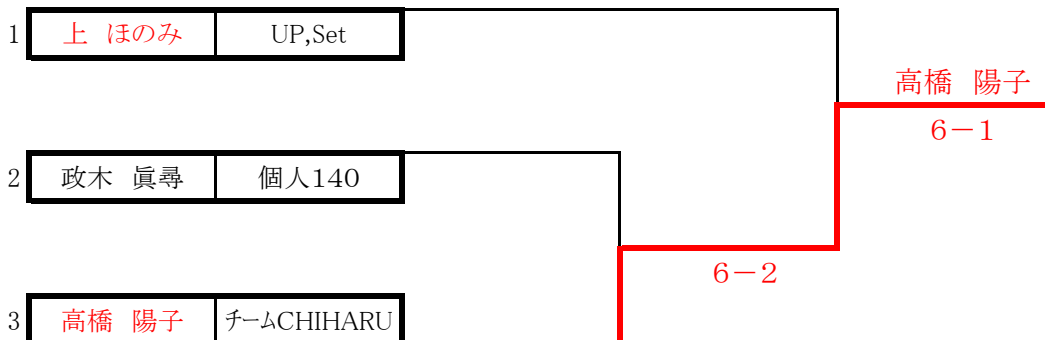 1 上 ほのみ UP,Set
高橋 陽子
6-1
2 政木 眞尋 個人140
6-2
3 高橋 陽子 チームCHIHARU